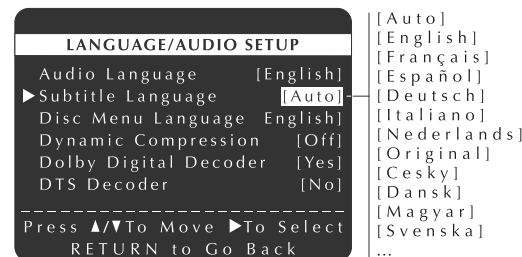 LANGUAGE/AUDIO SETUP
Audio Language [English]
▶Subtitle Language [Auto]
Disc Menu Language English]
Dynamic Compression [Off]
Dolby Digital Decoder [Yes]
DTS Decoder [No]
Press ▲/▼To Move ▶To Select
RETURN to Go Back
[Auto]
[English]
[Français]
[Español]
[Deutsch]
[Italiano]
[Nederlands]
[Original]
[Cesky]
[Dansk]
[Magyar]
[Svenska]
...